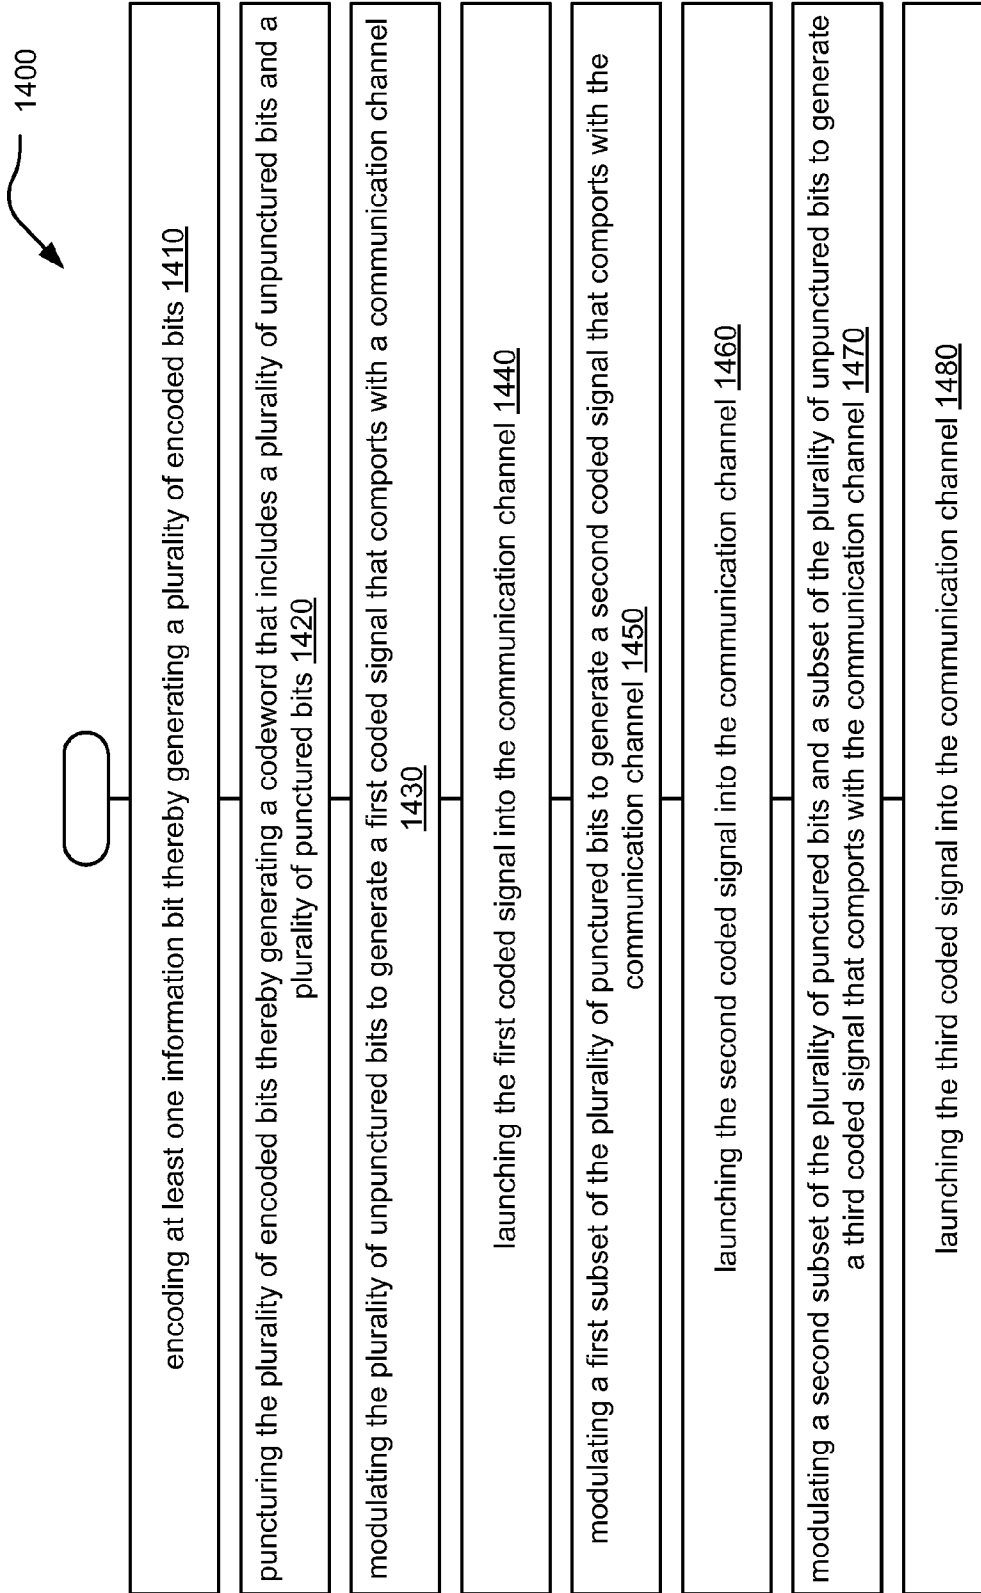 1400
encoding at least one information bit thereby generating a plurality of encoded bits 1410
puncturing the plurality of encoded bits thereby generating a codeword that includes a plurality of unpunctured bits and a
plurality of punctured bits 1420
modulating the plurality of unpunctured bits to generate a first coded signal that comports with a communication channel
1430
launching the first coded signal into the communication channel 1440
modulating a first subset of the plurality of punctured bits to generate a second coded signal that comports with the
communication channel 1450
launching the second coded signal into the communication channel 1460
modulating a second subset of the plurality of punctured bits and a subset of the plurality of unpunctured bits to generate
a third coded signal that comports with the communication channel 1470
launching the third coded signal into the communication channel 1480